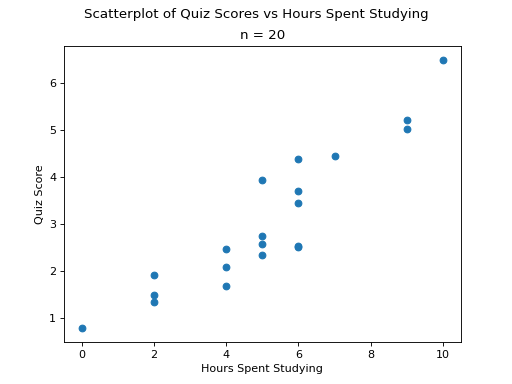 Scatterplot of Quiz Scores vs Hours Spent Studying
n = 20
6
5
4
3
2
1
Quiz Score
0 2 4 6 8 10
Hours Spent Studying